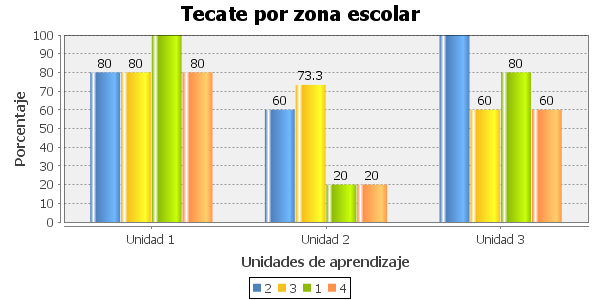 Tecate por zona escolar
Porcentaje
100
90
80
70
60
50
40
30
20
10
0
80 80 80
60 73.3 20 20
60 80 60
Unidad 1 Unidad 2 Unidad 3
Unidades de aprendizaje
2 3 1 4